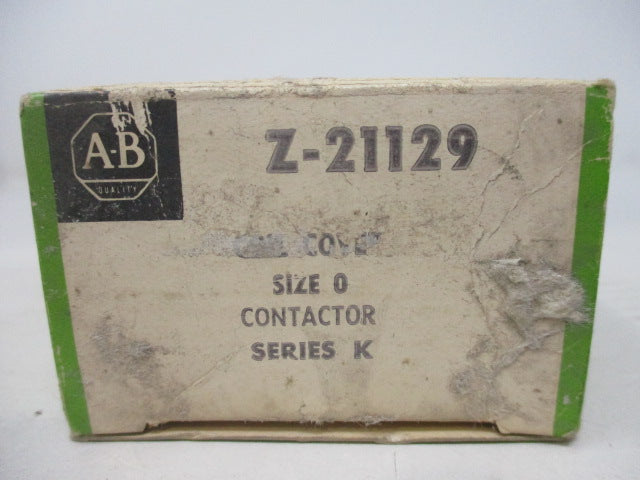 A-B
QUALITY
Z-21129
SIZE 0
CONTACTOR
SERIES K